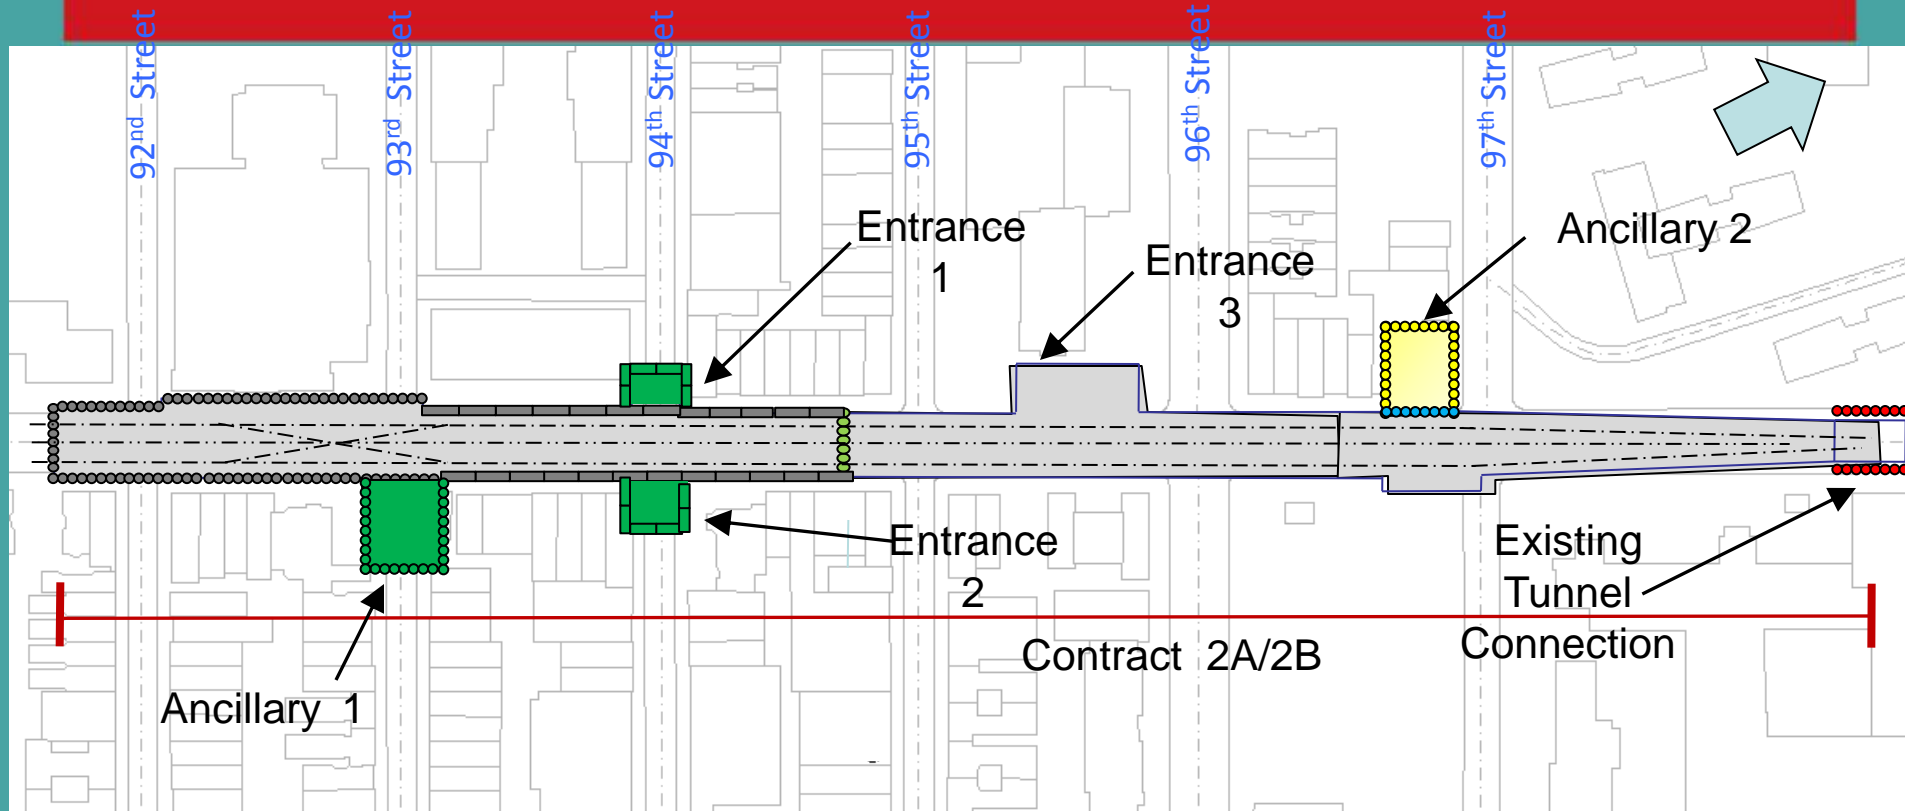 92nd Street
93rd Street
94th Street
95th Street
96th Street
97th Street
Entrance
1
Entrance
3
Ancillary 2
Entrance
2
Existing
Tunnel
Connection
Contract 2A/2B
Ancillary 1